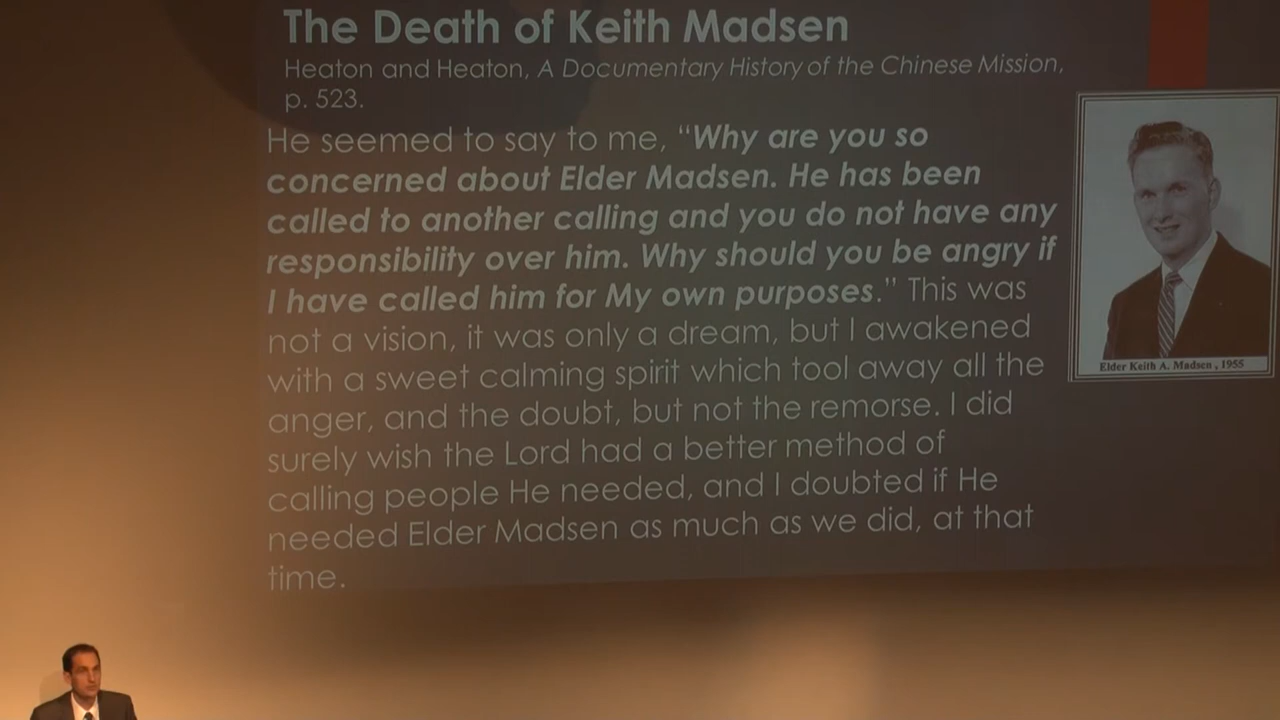 The Death of Keith Madsen
Heaton and Heaton, A Documentary History of the Chinese Mission,
p. 523.
He seemed to say to me, “Why are you so
concerned about Elder Madsen. He has been
called to another calling and you do not have any
responsibility over him. Why should you be angry if
I have called him for My own purposes.” This was
not a vision, it was only a dream, but I awakened
with a sweet calming spirit which tool away all the
anger, and the doubt, but not the remorse. I did
surely wish the Lord had a better method of
calling people He needed, and I doubted if He
needed Elder Madsen as much as we did, at that
time.
Elder Keith A. Madsen , 1955